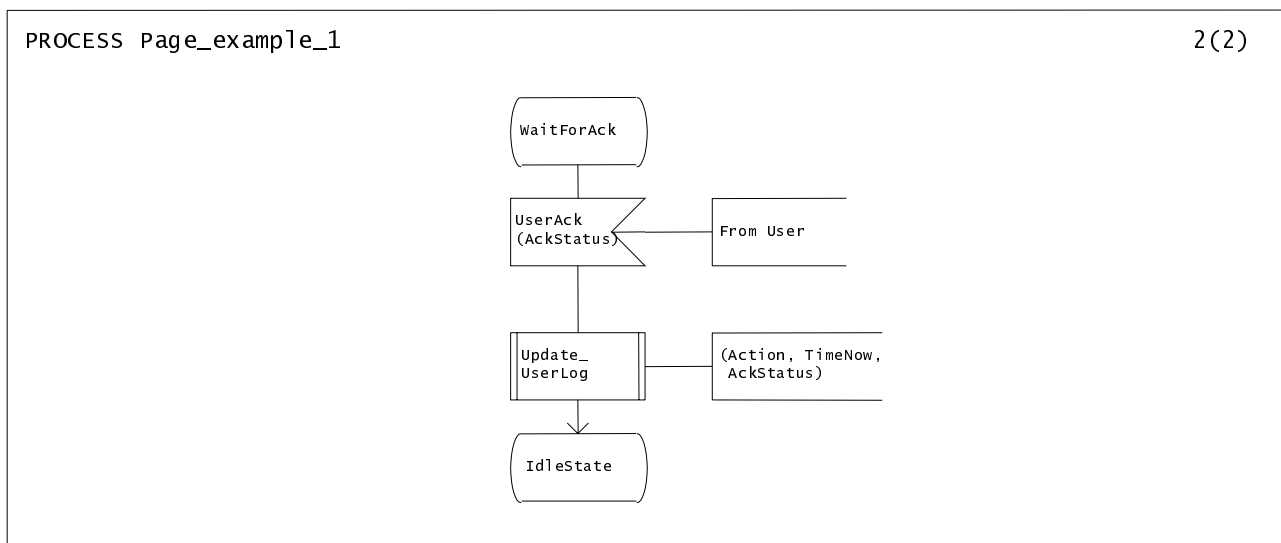 PROCESS Page_example_1
2(2)
WaitForAck
UserAck
(AckStatus)
From User
Update_
UserLog
(Action, TimeNow,
AckStatus)
IdleState